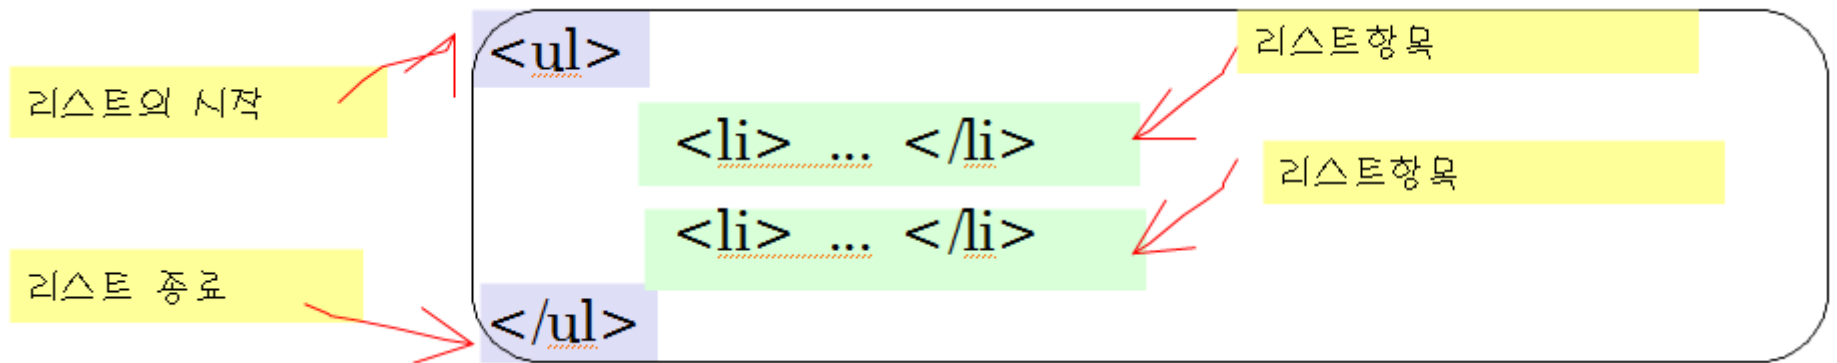 <ul>
리스트항목
리스트의 시작
<li> ... </li>
리스트항목
<li> ... </li>
리스트 종료
</ul>